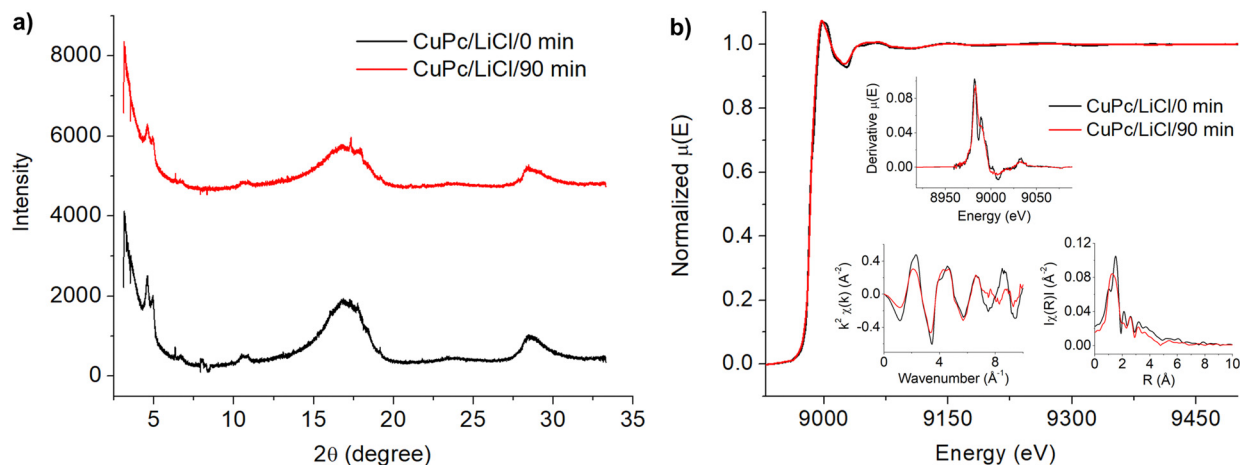 a)
CuPc/LiCl/0 min
CuPc/LiCl/90 min
Intensity
8000
6000
4000
2000
0
5
10
15
20
25
30
35
2θ (degree)
b)
Normalized μ(E)
1.0
0.8
0.6
0.4
0.2
0.0
9000
9150
9300
9450
Energy (eV)
CuPc/LiCl/0 min
CuPc/LiCl/90 min
Derivative μ(E)
0.08
0.04
0.00
8950
9000
9050
Energy (eV)
k² χ(k) (Å⁻²)
0.4
0.0
-0.4
0
4
8
Wavenumber (Å⁻¹)
Iχ(R)I (Å⁻²)
0.12
0.08
0.04
0.00
0
2
4
6
8
10
R (Å)